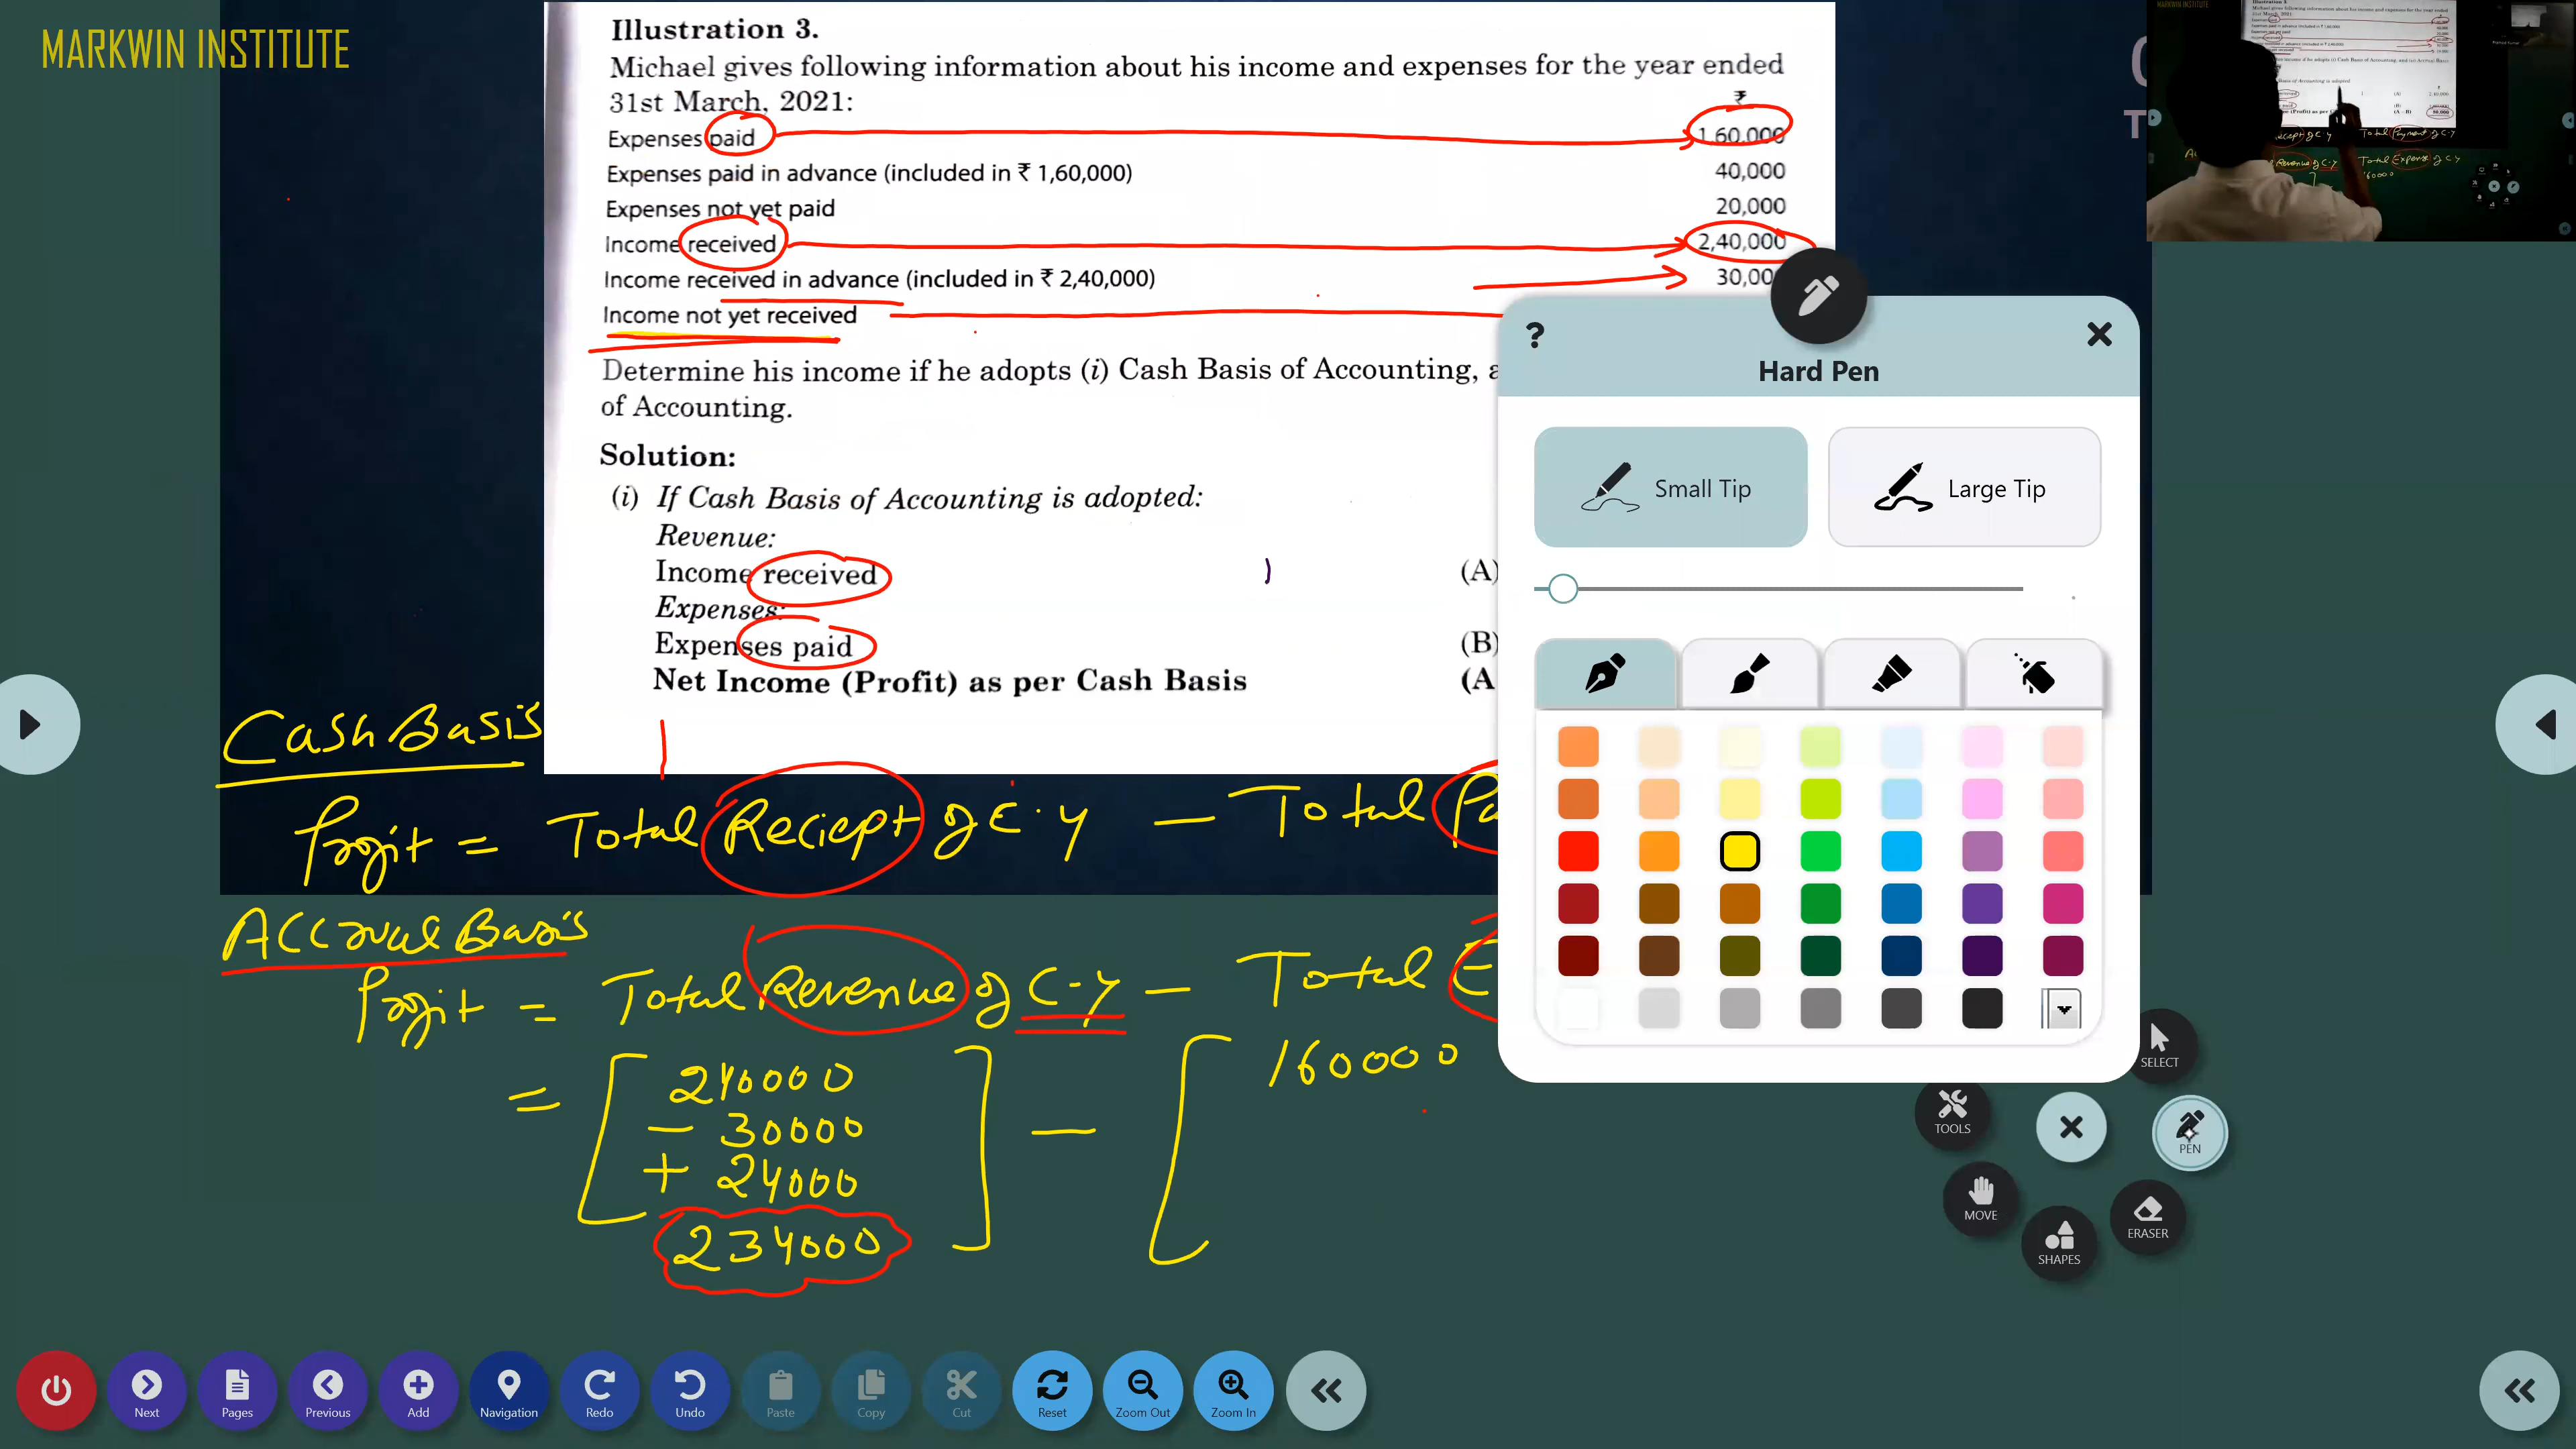 MARKWIN INSTITUTE
Illustration 3.
Michael gives following information about his income and expenses for the year ended
31st March, 2021:
₹
Expenses paid 1,60,000
Expenses paid in advance (included in ₹ 1,60,000) 40,000
Expenses not yet paid 20,000
Income received 2,40,000
Income received in advance (included in ₹ 2,40,000) 30,00
Income not yet received
Determine his income if he adopts (i) Cash Basis of Accounting, a
of Accounting.
Solution:
(i) If Cash Basis of Accounting is adopted:
Revenue:
Income received (A)
Expenses:
Expenses paid (B)
Net Income (Profit) as per Cash Basis (A
Cash Basis
Profit = Total Reciept of C.Y — Total Pa
Accrual Basis
Profit = Total Revenue of C-Y — Total E
= [ 240000 ] — [ 160000
— 30000
+ 24000
234000
?
Hard Pen
Small Tip
Large Tip
SELECT
TOOLS
PEN
MOVE
ERASER
SHAPES
Next
Pages
Previous
Add
Navigation
Redo
Undo
Paste
Copy
Cut
Reset
Zoom Out
Zoom In